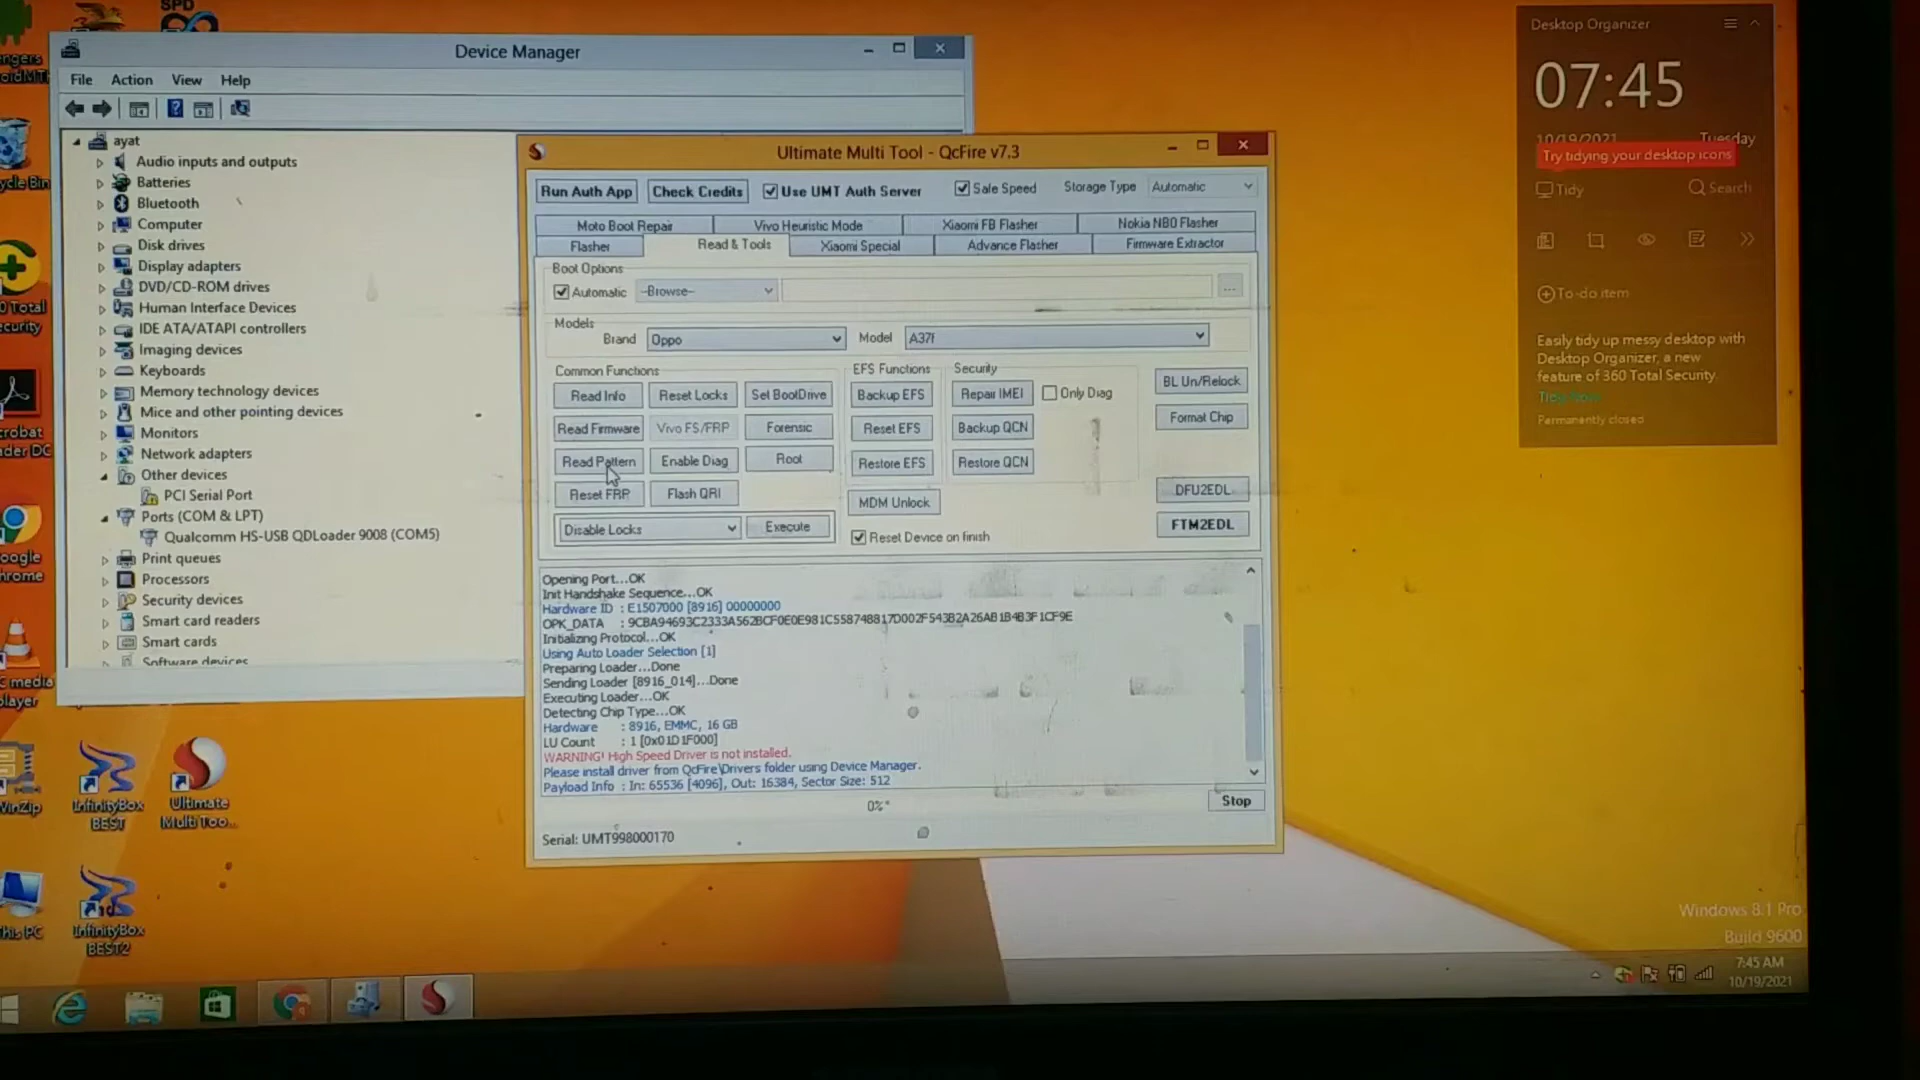 SPD
Device Manager
File Action View Help
ayat
Audio inputs and outputs
Batteries
Bluetooth
Computer
Disk drives
Display adapters
DVD/CD-ROM drives
Human Interface Devices
IDE ATA/ATAPI controllers
Imaging devices
Keyboards
Memory technology devices
Mice and other pointing devices
Monitors
Network adapters
Other devices
PCI Serial Port
Ports (COM & LPT)
Qualcomm HS-USB QDLoader 9008 (COM5)
Print queues
Processors
Security devices
Smart card readers
Smart cards
Software devices
Ultimate Multi Tool - QcFire v7.3
Run Auth App Check Credits Use UMT Auth Server Safe Speed Storage Type Automatic
Moto Boot Repair Vivo Heuristic Mode Xiaomi FB Flasher Nokia NB0 Flasher
Flasher Read & Tools Xiaomi Special Advance Flasher Firmware Extractor
Boot Options
Automatic --Browse-- ...
Models
Brand Oppo Model A37f
Common Functions EFS Functions Security
Read Info Reset Locks Set BootDrive Backup EFS Repair IMEI Only Diag BL Un/Relock
Read Firmware Vivo FS/FRP Forensic Reset EFS Backup QCN Format Chip
Read Pattern Enable Diag Root Restore EFS Restore QCN
Reset FRP Flash QRI MDM Unlock DFU2EDL
Disable Locks Execute Reset Device on finish FTM2EDL
Opening Port...OK
Init Handshake Sequence...OK
Hardware ID : E1507000 [8916] 00000000
OPK_DATA : 9CBA94693C2333A562BCF0E0E981C558748817D002F543B2A26AB1B4B3F1CF9E
Initializing Protocol...OK
Using Auto Loader Selection [1]
Preparing Loader...Done
Sending Loader [8916_014]...Done
Executing Loader...OK
Detecting Chip Type...OK
Hardware : 8916, EMMC, 16 GB
LU Count : 1 [0x01D1F000]
WARNING! High Speed Driver is not installed.
Please install driver from QcFire\Drivers folder using Device Manager.
Payload Info : In: 65536 [4096], Out: 16384, Sector Size: 512
0% Stop
Serial: UMT998000170
Desktop Organizer
07:45
10/19/2021 Tuesday
Try tidying your desktop icons
Tidy Search
To-do item
Easily tidy up messy desktop with
Desktop Organizer, a new
feature of 360 Total Security.
Tidy Now
Permanently closed
InfinityBox
BEST
Ultimate
Multi Too...
WinZip
InfinityBox
BEST2
This PC
Windows 8.1 Pro
Build 9600
7:45 AM
10/19/2021